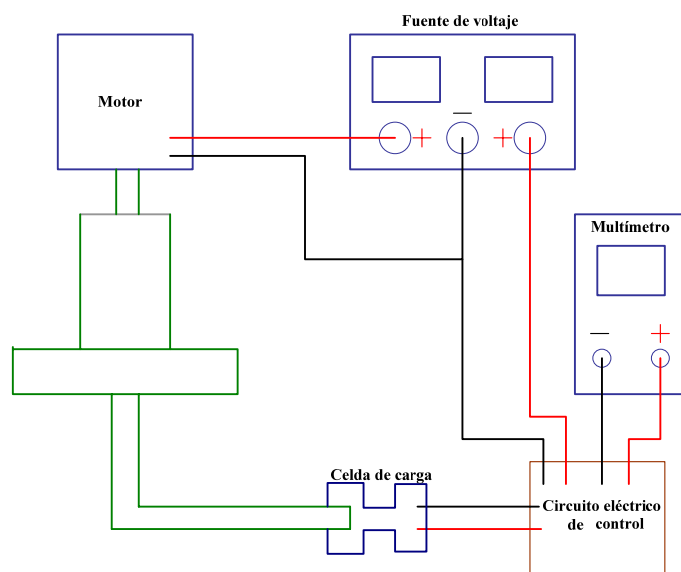 Fuente de voltaje
Motor
+ − +
Multímetro
− +
Celda de carga
Circuito eléctrico
de control